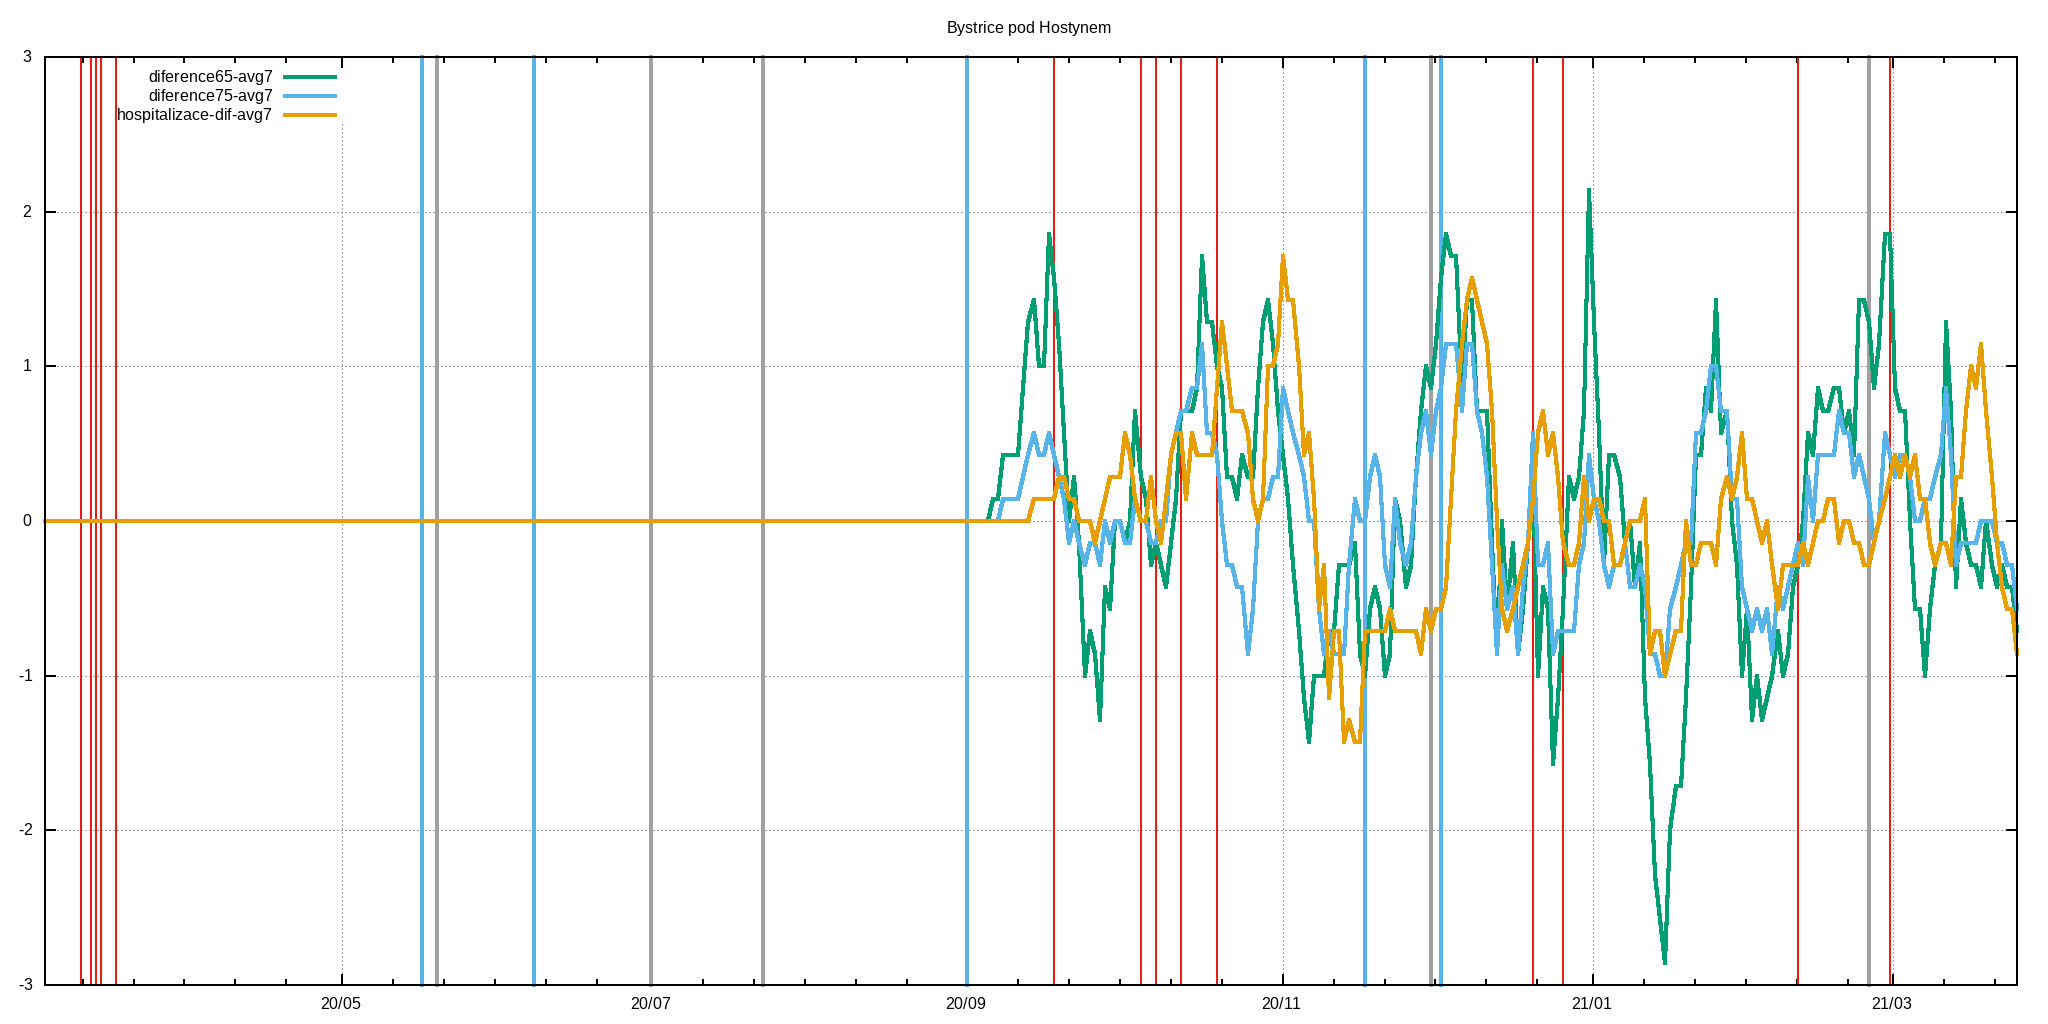 Bystrice pod Hostynem
3
diference65-avg7
diference75-avg7
hospitalizace-dif-avg7
2
1
0
-1
-2
-3
20/05 20/07 20/09 20/11 21/01 21/03